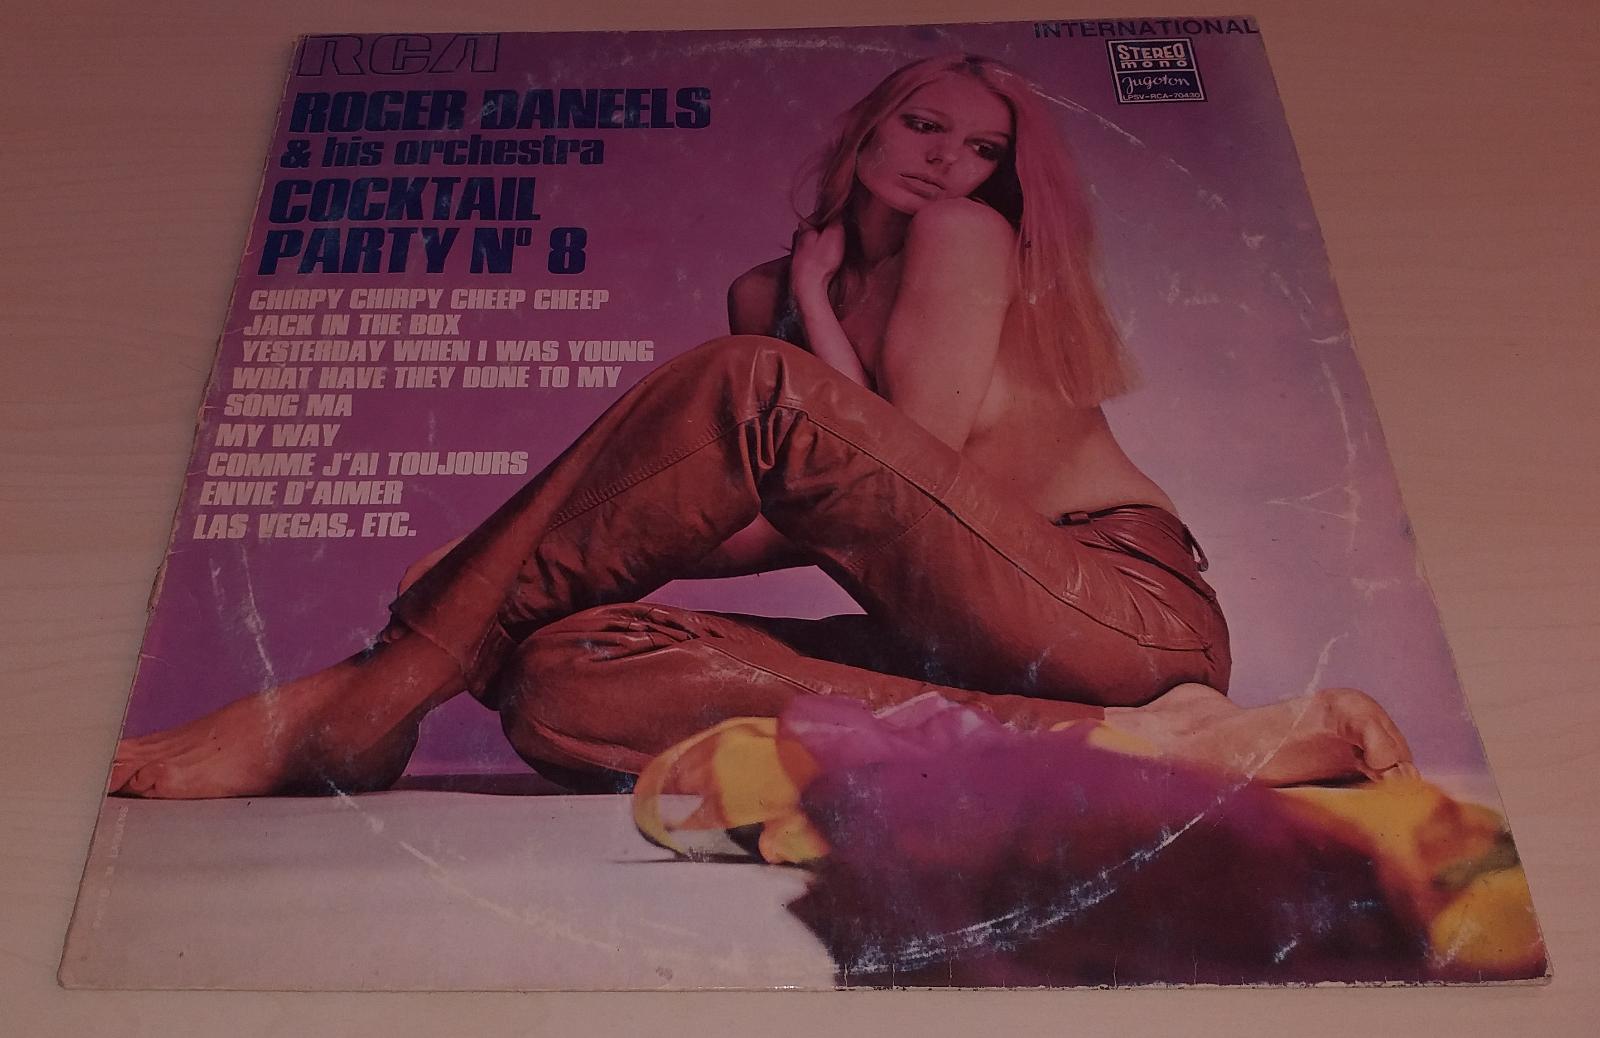 RCA
INTERNATIONAL
STEREO
mono
Jugoton
LPSV-RCA-70430
ROGER DANEELS
& his orchestra
COCKTAIL
PARTY Nº 8
CHIRPY CHIRPY CHEEP CHEEP
JACK IN THE BOX
YESTERDAY WHEN I WAS YOUNG
WHAT HAVE THEY DONE TO MY
SONG MA
MY WAY
COMME J'AI TOUJOURS
ENVIE D'AIMER
LAS VEGAS. ETC.